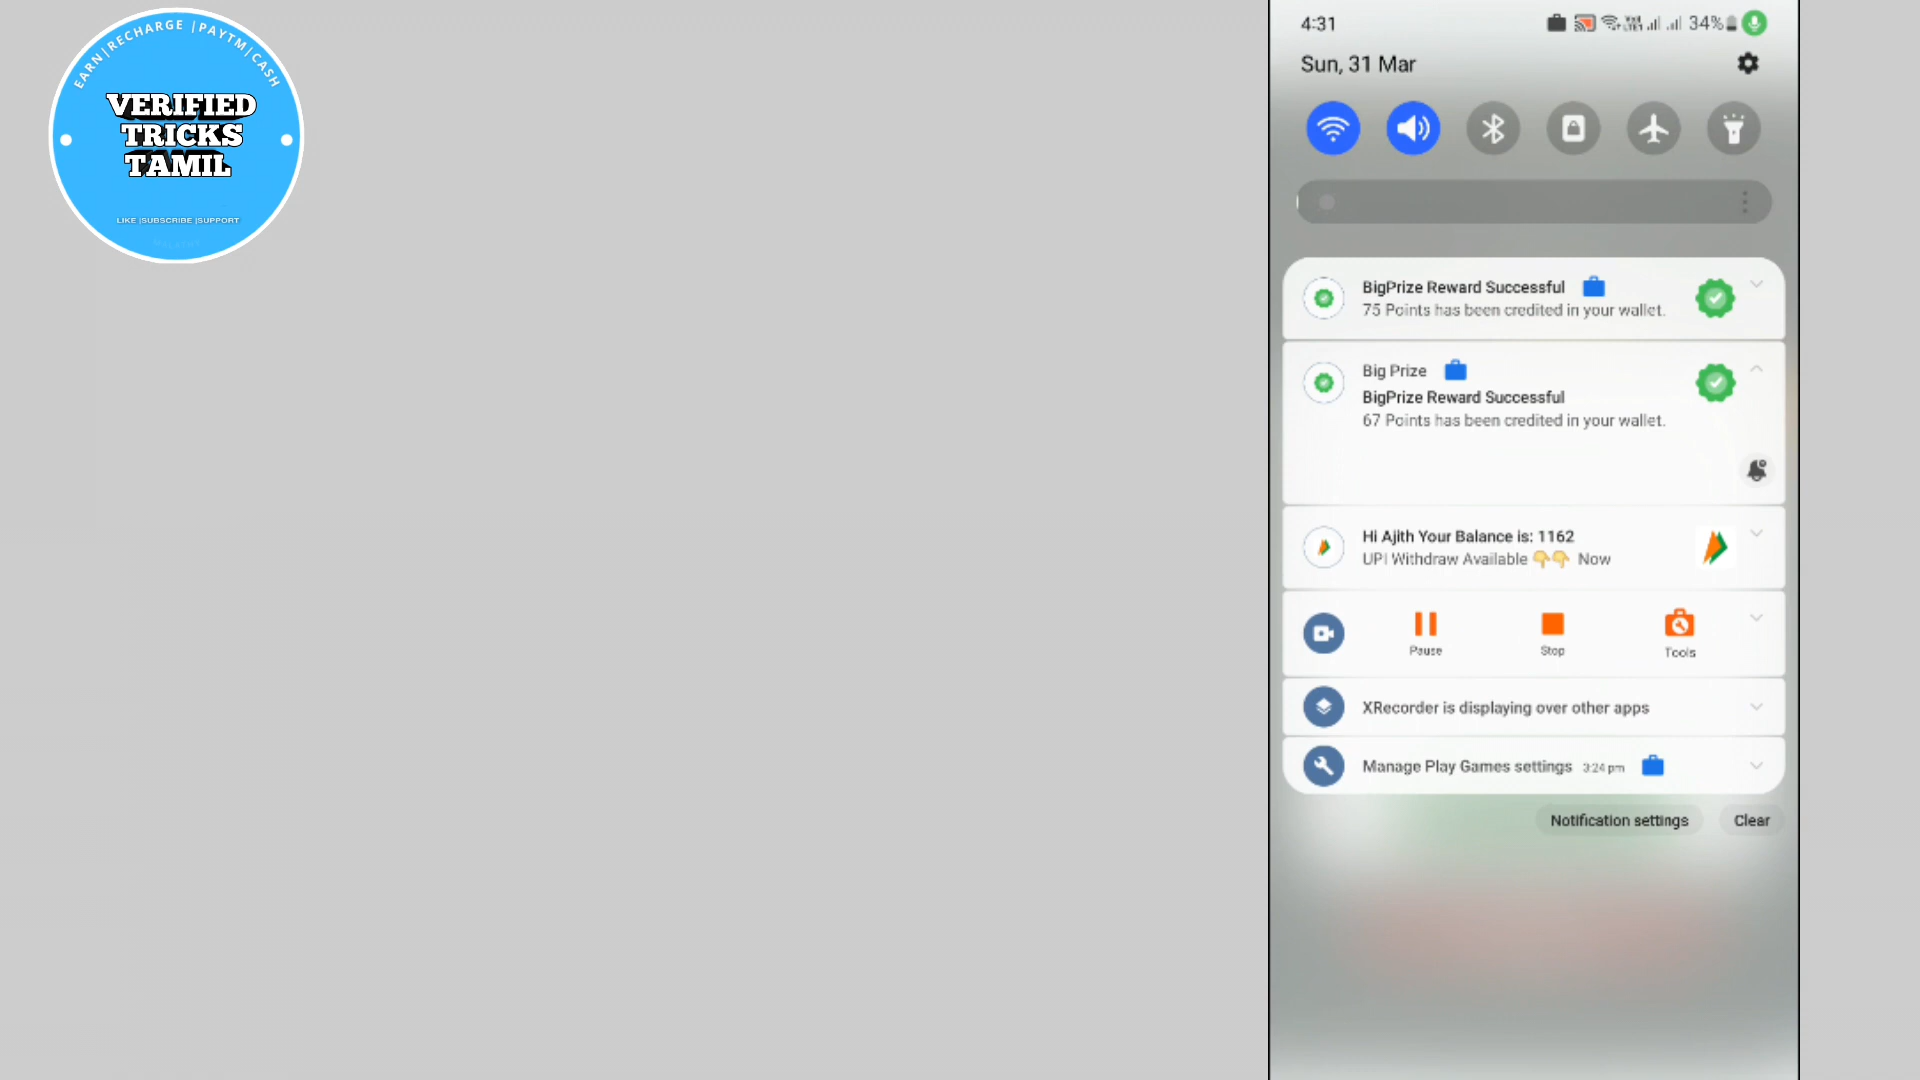 EARN|RECHARGE |PAYTM|CASH
VERIFIED
TRICKS
TAMIL
LIKE |SUBSCRIBE |SUPPORT
4:31
34%
Sun, 31 Mar
BigPrize Reward Successful
75 Points has been credited in your wallet.
Big Prize
BigPrize Reward Successful
67 Points has been credited in your wallet.
Hi Ajith Your Balance is: 1162
UPI Withdraw Available 👇👇 Now
Pause
Stop
Tools
XRecorder is displaying over other apps
Manage Play Games settings 3:24 pm
Notification settings
Clear